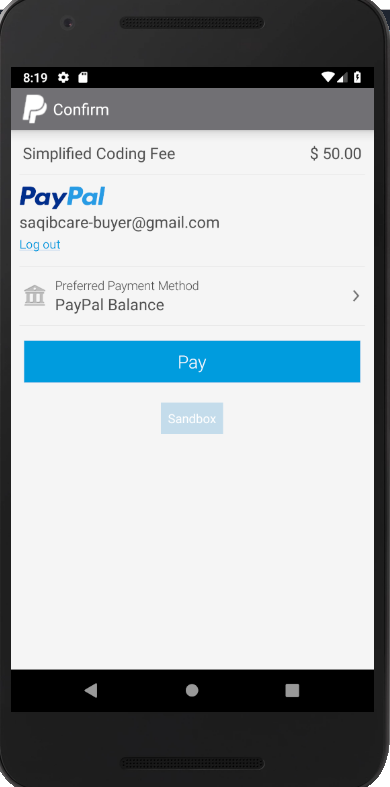 8:19
Confirm
Simplified Coding Fee $ 50.00
PayPal
saqibcare-buyer@gmail.com
Log out
Preferred Payment Method
PayPal Balance
Pay
Sandbox